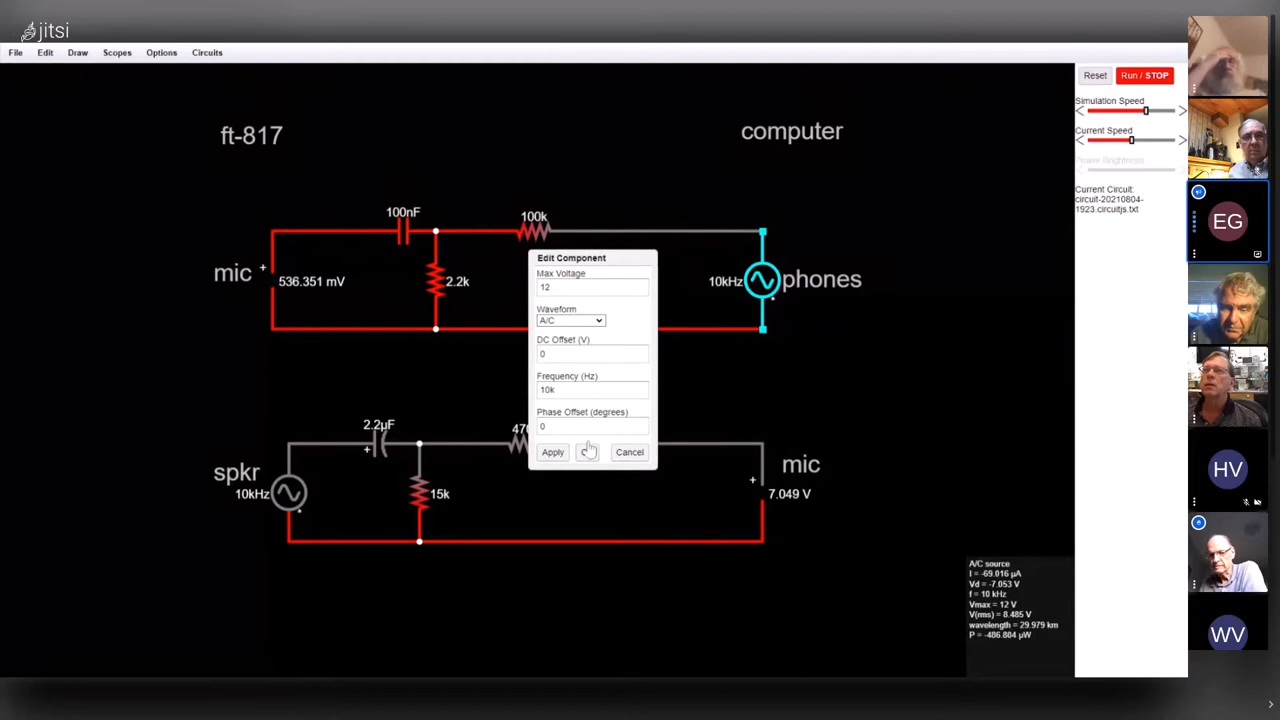 jitsi
File Edit Draw Scopes Options Circuits
Reset Run / STOP
Simulation Speed
Current Speed
Power Brightness
Current Circuit:
circuit-20210804-
1923.circuitjs.txt
ft-817
computer
100nF
100k
mic
+
536.351 mV
2.2k
10kHz
phones
Edit Component
Max Voltage
12
Waveform
A/C
DC Offset (V)
0
Frequency (Hz)
10k
Phase Offset (degrees)
0
Apply
Cancel
2.2μF
+
47
spkr
10kHz
15k
mic
+
7.049 V
A/C source
I = -69.016 μA
Vd = -7.053 V
f = 10 kHz
Vmax = 12 V
V(rms) = 8.485 V
wavelength = 29.979 km
P = -486.804 μW
EG
HV
WV